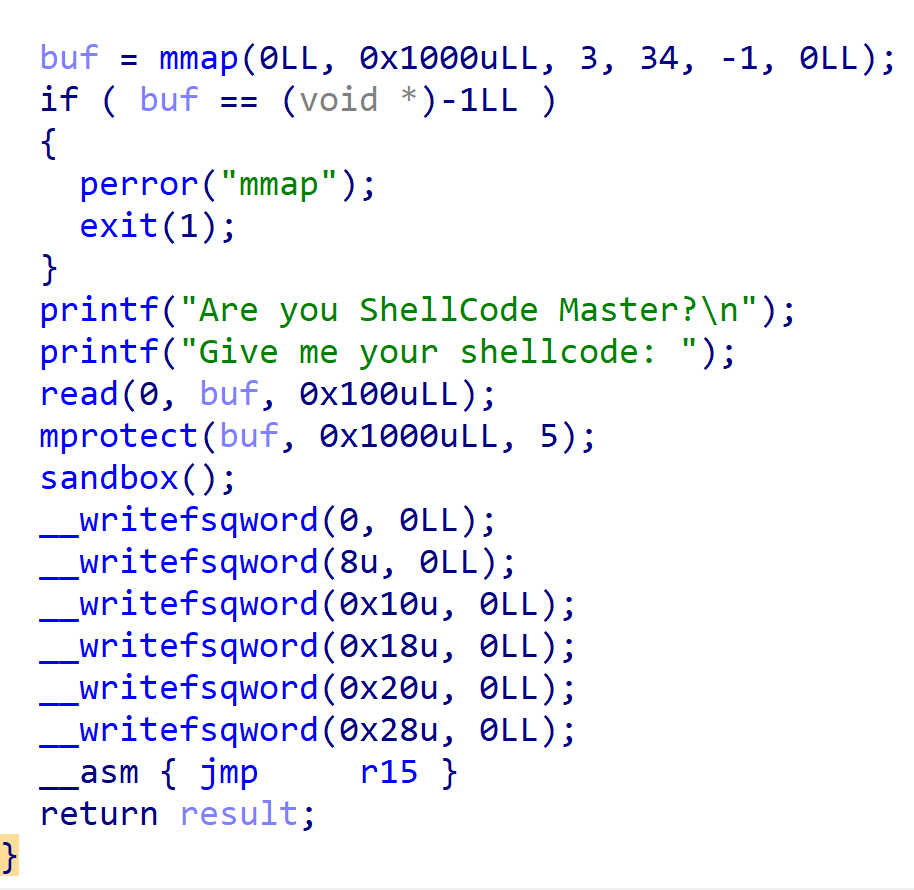 buf = mmap(0LL, 0x1000uLL, 3, 34, -1, 0LL);
if ( buf == (void *)-1LL )
{
  perror("mmap");
  exit(1);
}
printf("Are you ShellCode Master?\n");
printf("Give me your shellcode: ");
read(0, buf, 0x100uLL);
mprotect(buf, 0x1000uLL, 5);
sandbox();
__writefsqword(0, 0LL);
__writefsqword(8u, 0LL);
__writefsqword(0x10u, 0LL);
__writefsqword(0x18u, 0LL);
__writefsqword(0x20u, 0LL);
__writefsqword(0x28u, 0LL);
__asm { jmp     r15 }
return result;
}